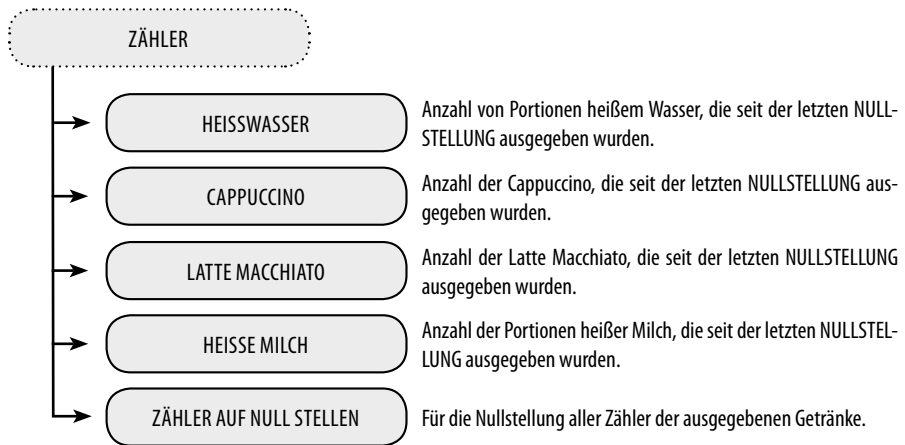 ZÄHLER
HEISSWASSER
Anzahl von Portionen heißem Wasser, die seit der letzten NULL-
STELLUNG ausgegeben wurden.
CAPPUCCINO
Anzahl der Cappuccino, die seit der letzten NULLSTELLUNG aus-
gegeben wurden.
LATTE MACCHIATO
Anzahl der Latte Macchiato, die seit der letzten NULLSTELLUNG
ausgegeben wurden.
HEISSE MILCH
Anzahl der Portionen heißer Milch, die seit der letzten NULLSTEL-
LUNG ausgegeben wurden.
ZÄHLER AUF NULL STELLEN
Für die Nullstellung aller Zähler der ausgegebenen Getränke.